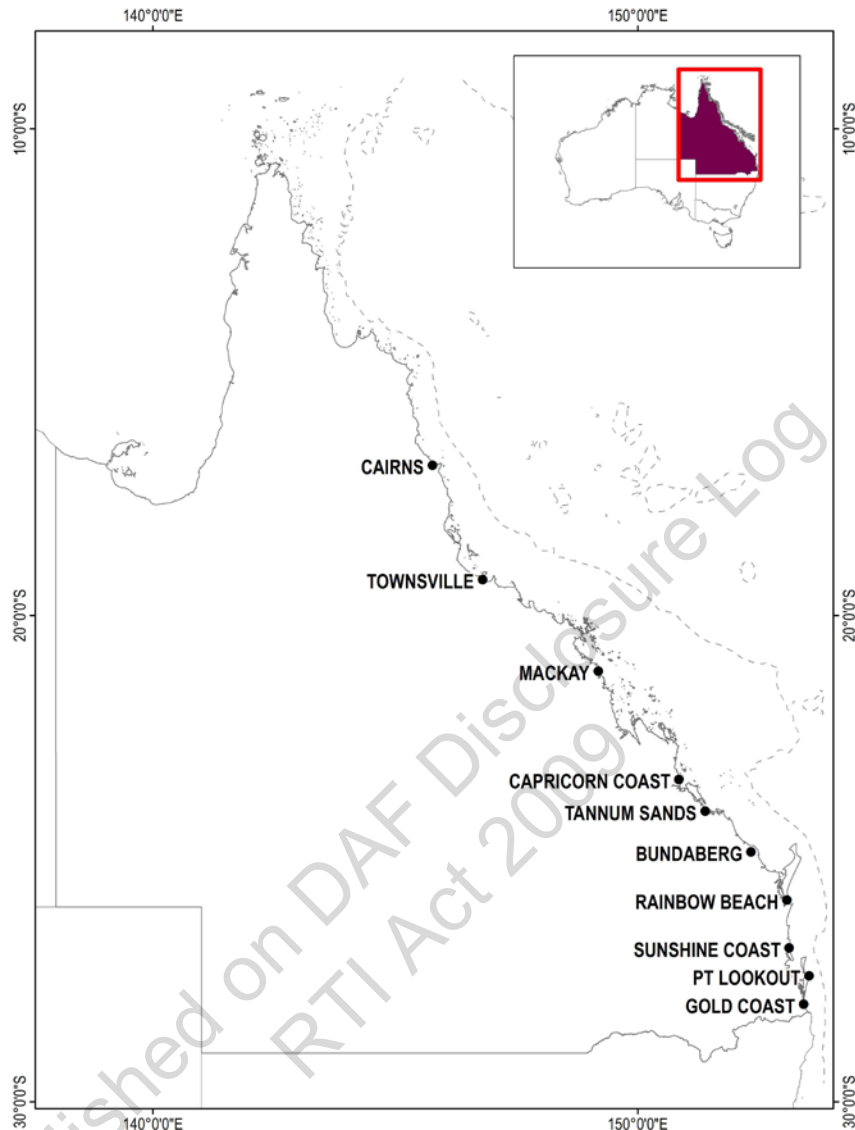 140°0'0"E 150°0'0"E
10°0'0"S 10°0'0"S
CAIRNS
TOWNSVILLE
20°0'0"S 20°0'0"S
MACKAY
CAPRICORN COAST
TANNUM SANDS
BUNDABERG
RAINBOW BEACH
SUNSHINE COAST
PT LOOKOUT
GOLD COAST
30°0'0"S 30°0'0"S
140°0'0"E 150°0'0"E
ished on DAF Disclosure Log
RTI Act 2009